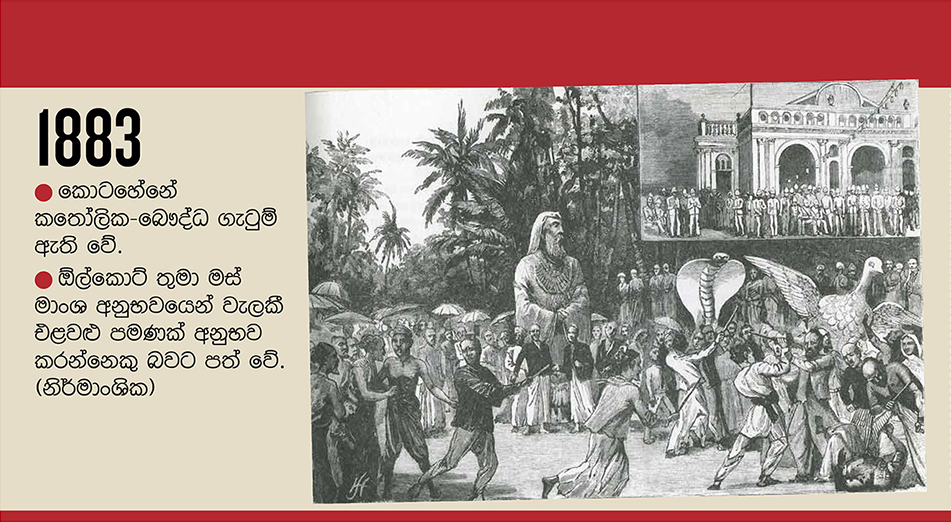 1883
● කොටහේනේ
කතෝලික-බෞද්ධ ගැටුම්
ඇති වේ.
● ඕල්කොට් තුමා මස්
මාංශ අනුභවයෙන් වැලකී
එළවළු පමණක් අනුභව
කරන්නෙකු බවට පත් වේ.
(නිර්මාංශික)